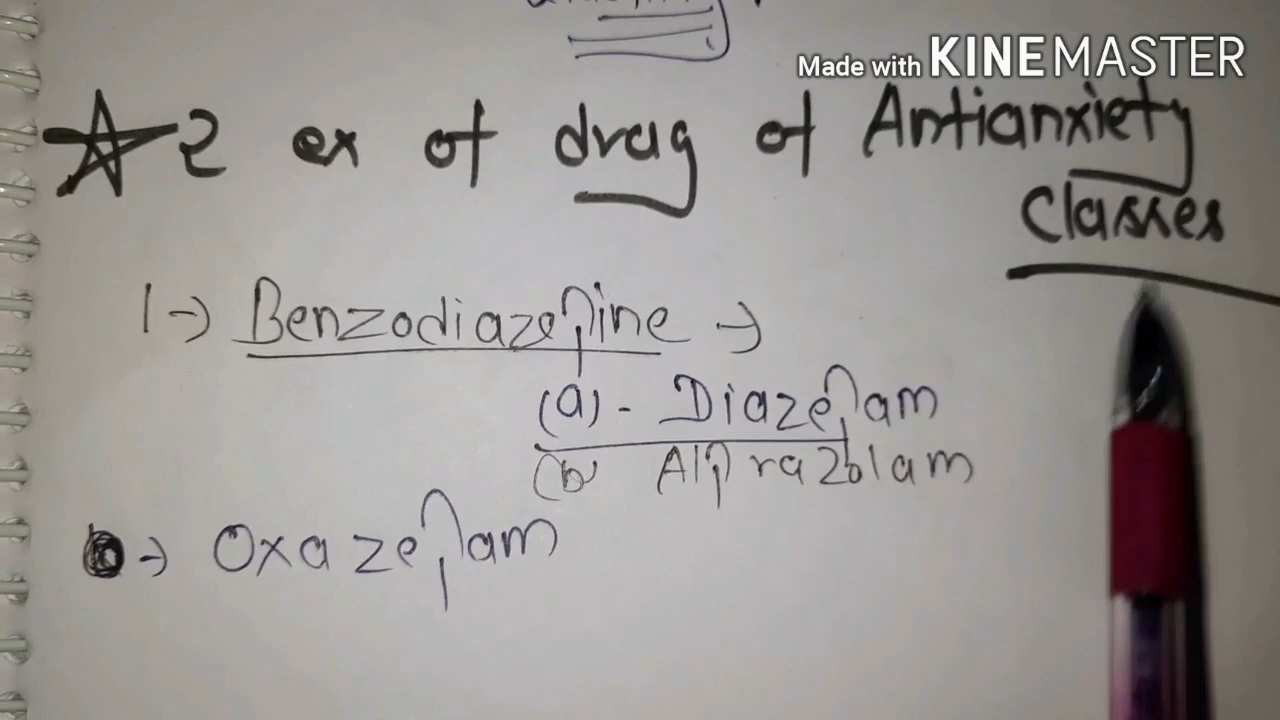 Made with KINEMASTER
2 ex of drug of Antianxiety
Classes
1 -> Benzodiazepine ->
(a) - Diazepam
(b) Alprazolam
-> Oxazepam